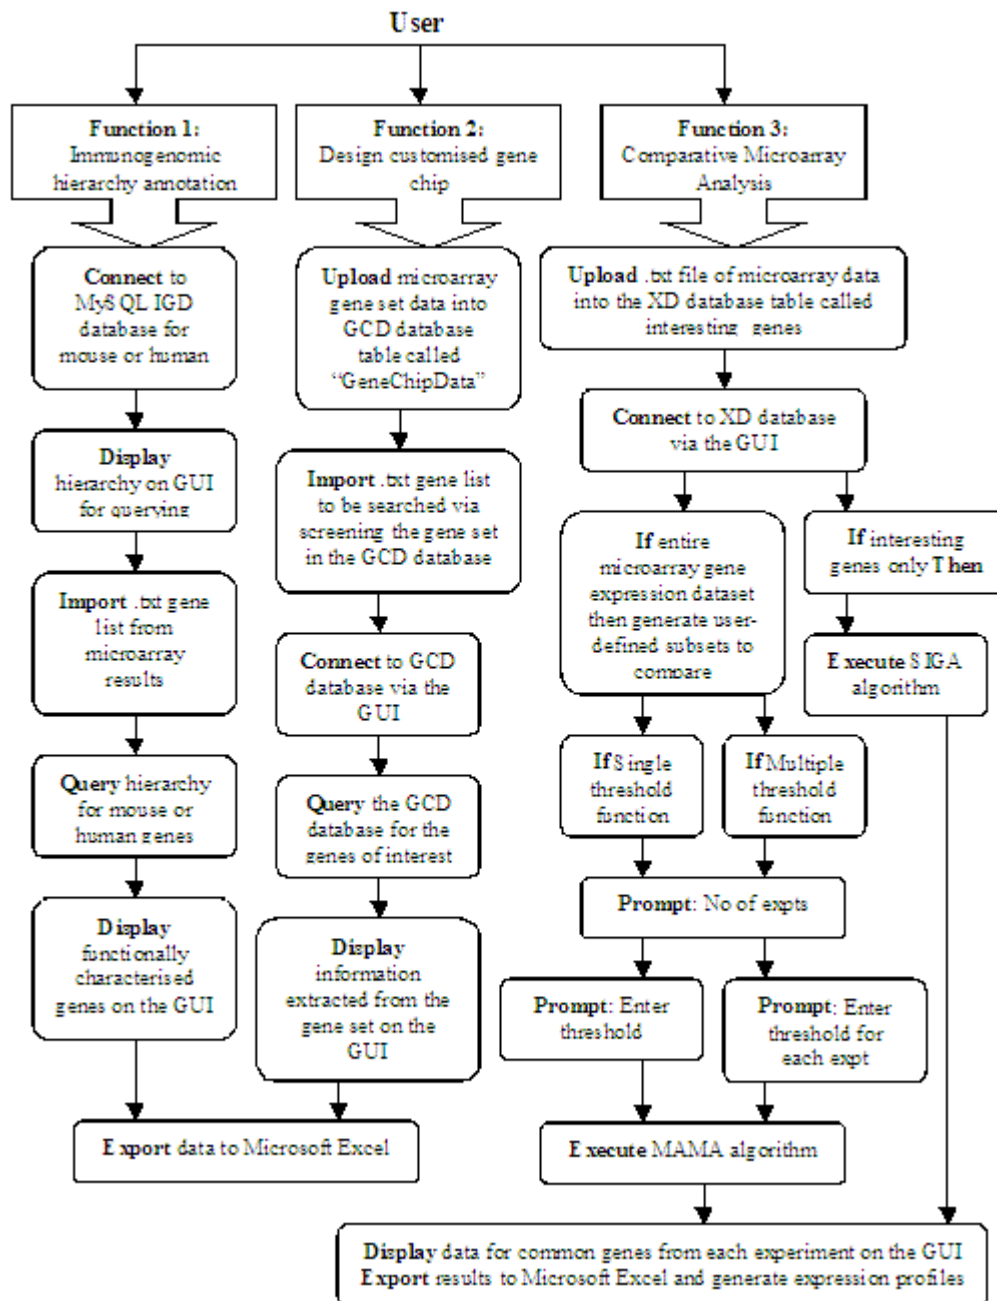 User
Function 1:
Immunogenomic
hierarchy annotation
Function 2:
Design customised gene
chip
Function 3:
Comparative Microarray
Analysis
Connect to
MySQL IGD
database for
mouse or human
Display
hierarchy on GUI
for querying
Import .txt gene
list from
microarray
results
Query hierarchy
for mouse or
human genes
Display
functionally
characterised
genes on the GUI
Upload microarray
gene set data into
GCD database
table called
“GeneChipData”
Import .txt gene list
to be searched via
screening the gene set
in the GCD database
Connect to GCD
database via the
GUI
Query the GCD
database for the
genes of interest
Display
information
extracted from the
gene set on the
GUI
Export data to Microsoft Excel
Upload .txt file of microarray data
into the XD database table called
interesting genes
Connect to XD database
via the GUI
If entire
microarray gene
expression dataset
then generate user-
defined subsets to
compare
If interesting
genes only Then
Execute SIGA
algorithm
If Single
threshold
function
If Multiple
threshold
function
Prompt: No of expts
Prompt: Enter
threshold
Prompt: Enter
threshold for
each expt
Execute MAMA algorithm
Display data for common genes from each experiment on the GUI
Export results to Microsoft Excel and generate expression profiles